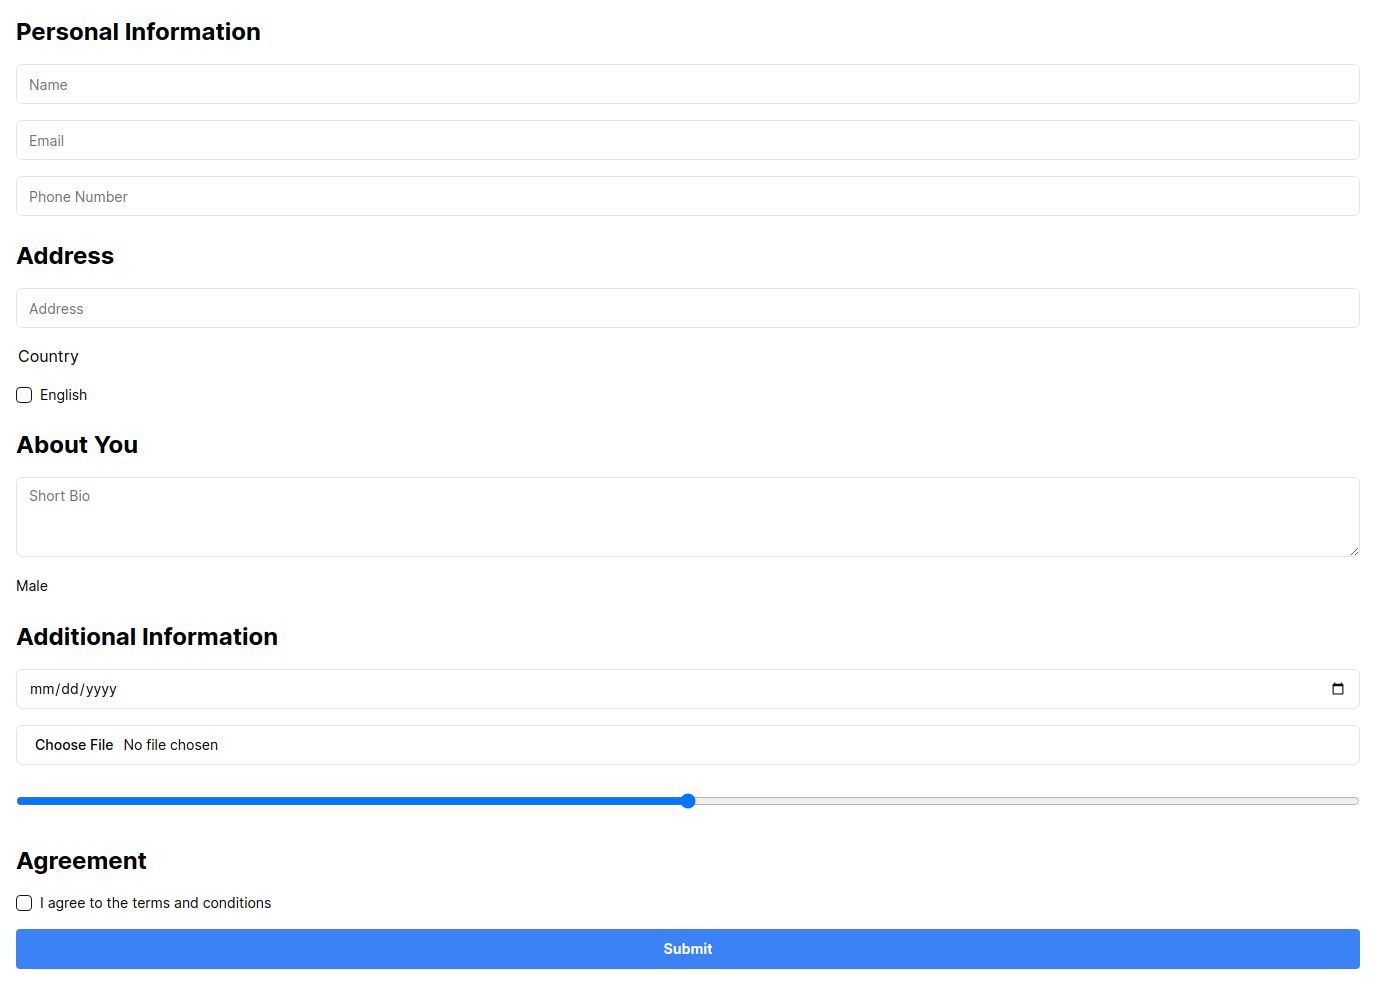 Personal Information
Name
Email
Phone Number
Address
Address
Country
English
About You
Short Bio
Male
Additional Information
mm/dd/yyyy
Choose File No file chosen
Agreement
I agree to the terms and conditions
Submit